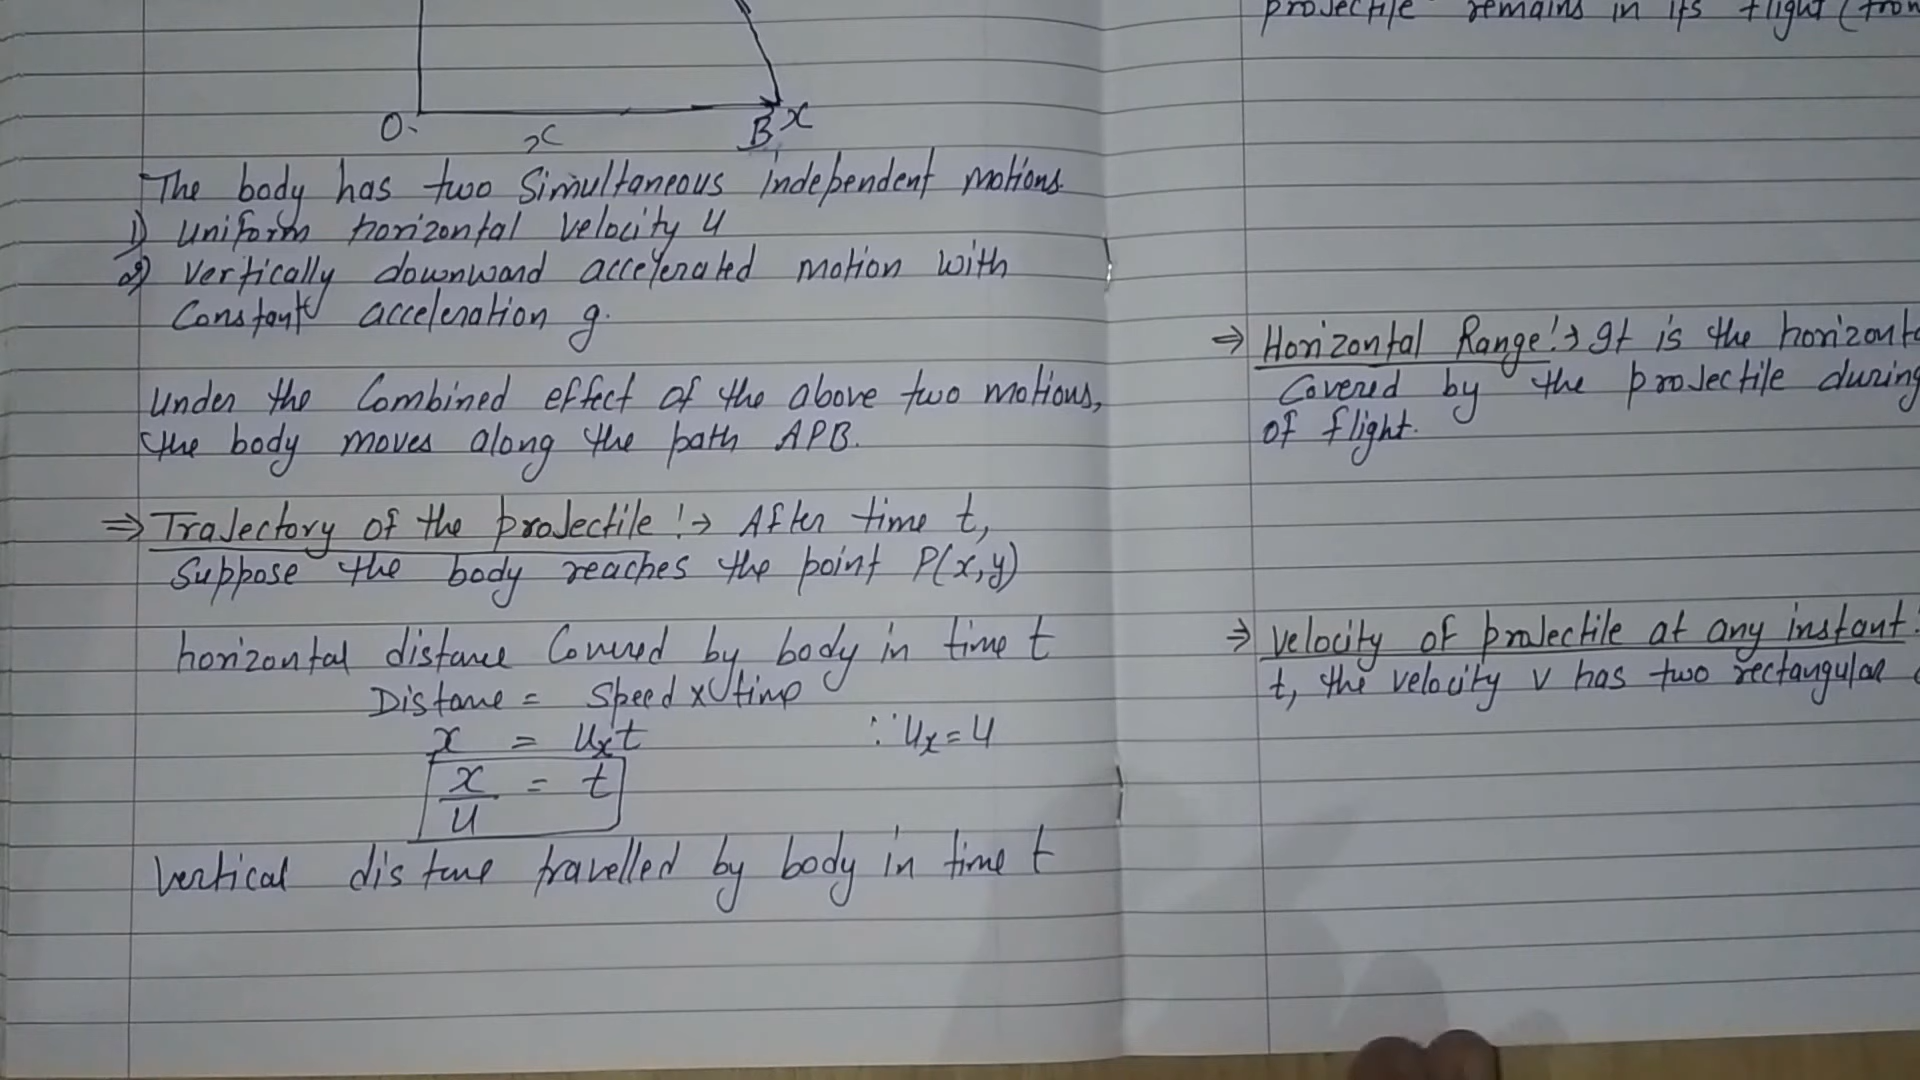 O.
x
B
x
The body has two Simultaneous independent motions.
1) uniform horizontal velocity u
2) vertically downward accelerated motion with
Constant acceleration g.
Under the Combined effect of the above two motions,
the body moves along the path APB.
⇒ Trajectory of the projectile !→ After time t,
Suppose the body reaches the point P(x,y)
horizontal distance Covered by body in time t
Distance = Speed x time
x = uxt ∵ ux = u
x/u = t
Vertical distance travelled by body in time t
projectile remains in its flight (from
⇒ Horizontal Range !→ It is the horizonta
Covered by the projectile during
of flight.
⇒ Velocity of projectile at any instant :
t, the velocity v has two rectangular